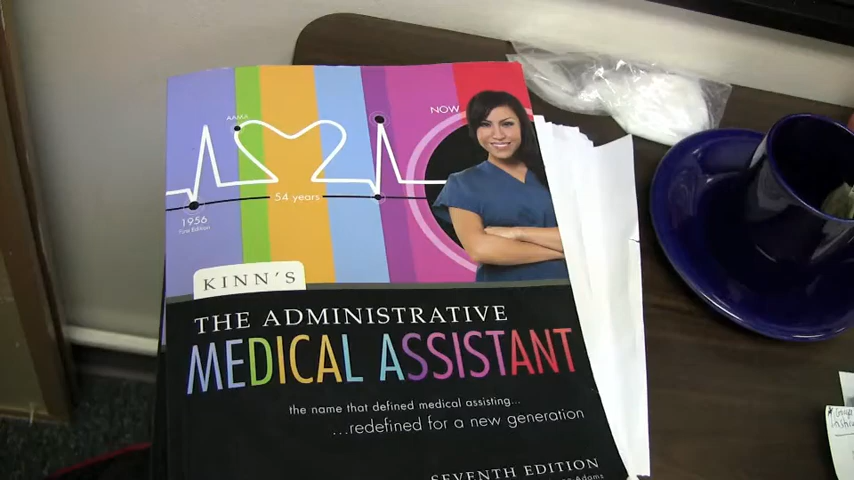 NOW
AAMA
54 years
1956
First Edition
KINN'S
THE ADMINISTRATIVE
MEDICAL ASSISTANT
the name that defined medical assisting...
...redefined for a new generation
SEVENTH EDITION
Adams